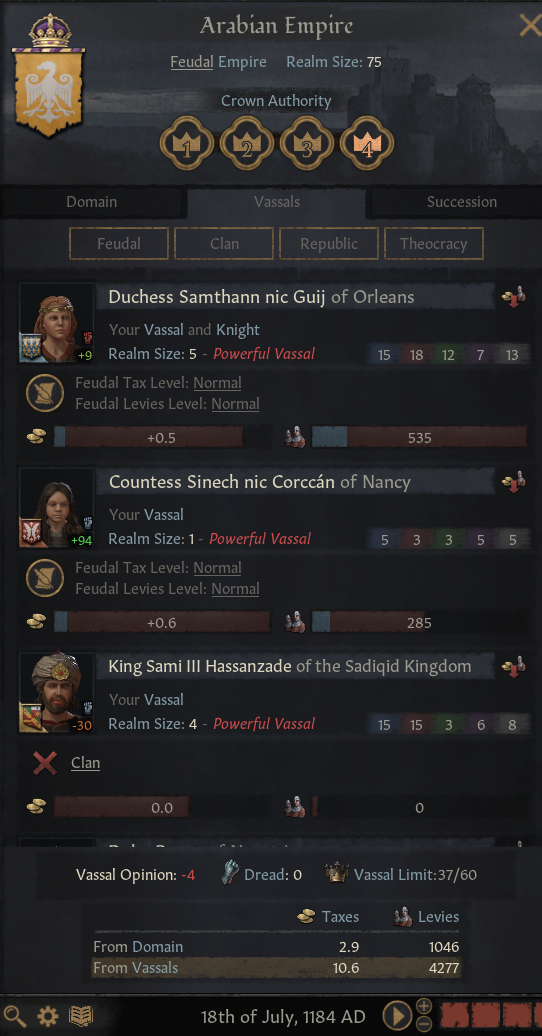 Arabian Empire
Feudal Empire Realm Size: 75
Crown Authority
1 2 3 4
Domain Vassals Succession
Feudal Clan Republic Theocracy
Duchess Samthann nic Guij of Orleans
Your Vassal and Knight
+9 Realm Size: 5 - Powerful Vassal 15 18 12 7 13
Feudal Tax Level: Normal
Feudal Levies Level: Normal
+0.5 535
Countess Sinech nic Corccán of Nancy
Your Vassal
+94 Realm Size: 1 - Powerful Vassal 5 3 3 5 5
Feudal Tax Level: Normal
Feudal Levies Level: Normal
+0.6 285
King Sami III Hassanzade of the Sadiqid Kingdom
Your Vassal
-30 Realm Size: 4 - Powerful Vassal 15 15 3 6 8
Clan
0.0 0
Vassal Opinion: -4 Dread: 0 Vassal Limit:37/60
Taxes Levies
From Domain 2.9 1046
From Vassals 10.6 4277
18th of July, 1184 AD